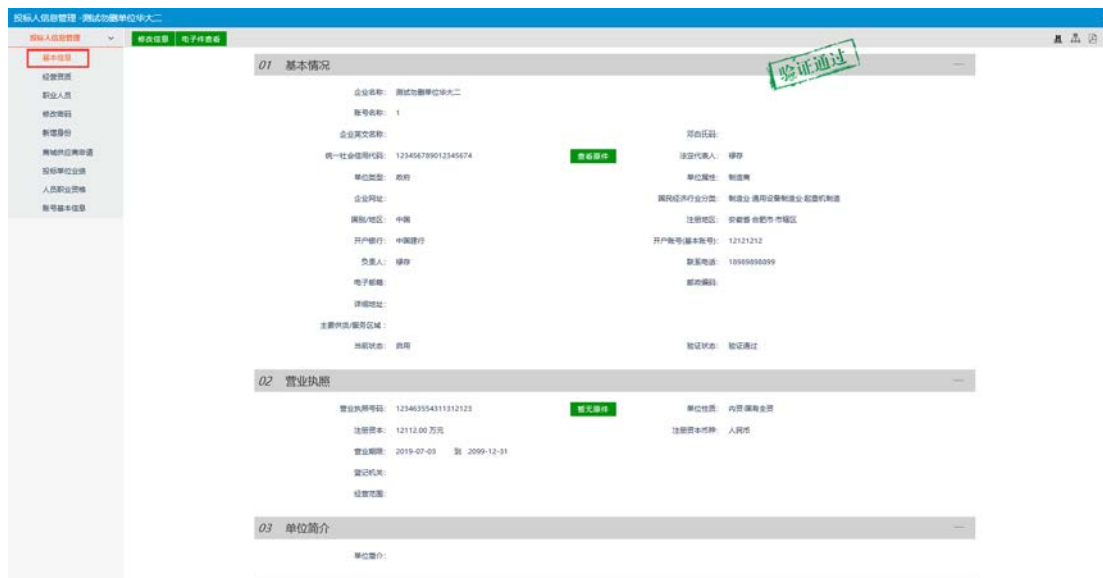 投标人信息管理 -测试勿删单位华大二
投标人信息管理
修改信息 电子件查看
基本信息
经营资质
职业人员
修改密码
新增身份
商城供应商申请
投标单位业绩
人员职业资格
账号基本信息
01 基本情况
验证通过
企业名称: 测试勿删单位华大二
账号名称: 1
企业英文名称: 邓白氏码:
统一社会信用代码: 123456789012345674 查看原件 法定代表人: 穆存
单位类型: 政府 单位属性: 制造商
企业网址: 国民经济行业分类: 制造业·通用设备制造业·起重机制造
国别/地区: 中国 注册地区: 安徽省·合肥市·市辖区
开户银行: 中国建行 开户账号(基本账号): 12121212
负责人: 穆存 联系电话: 18989898899
电子邮箱: 邮政编码:
详细地址:
主要供货/服务区域:
当前状态: 启用 验证状态: 验证通过
02 营业执照
营业执照号码: 123463554311312123 暂无原件 单位性质: 内资·国有全资
注册资本: 12112.00 万元 注册资本币种: 人民币
营业期限: 2019-07-03 到 2099-12-31
登记机关:
经营范围:
03 单位简介
单位简介: